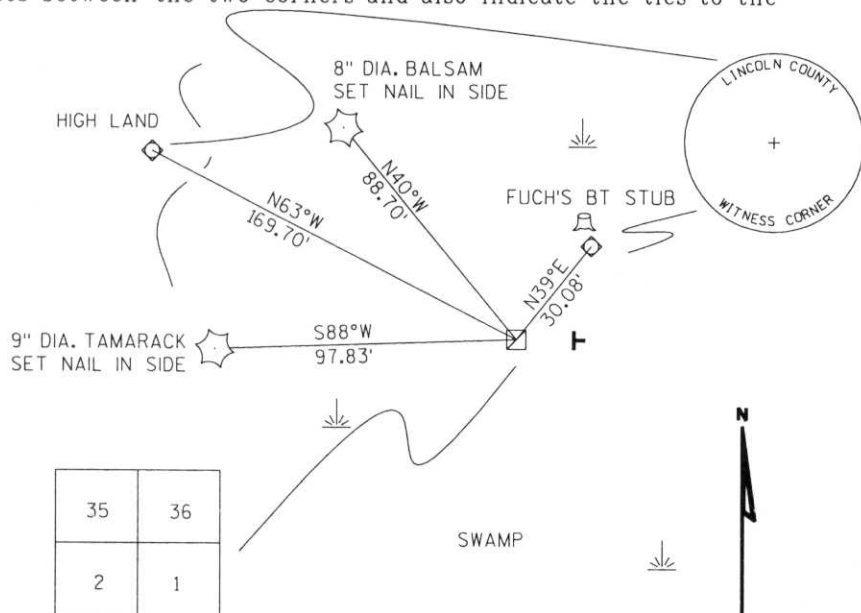 between the two corners and also indicate the ties to the
8" DIA. BALSAM
SET NAIL IN SIDE
LINCOLN COUNTY
WITNESS CORNER
HIGH LAND
N40°W
88.70'
FUCH'S BT STUB
N63°W
169.70'
N39°E
30.08'
9" DIA. TAMARACK
SET NAIL IN SIDE
S88°W
97.83'
N
35 36
2 1
SWAMP